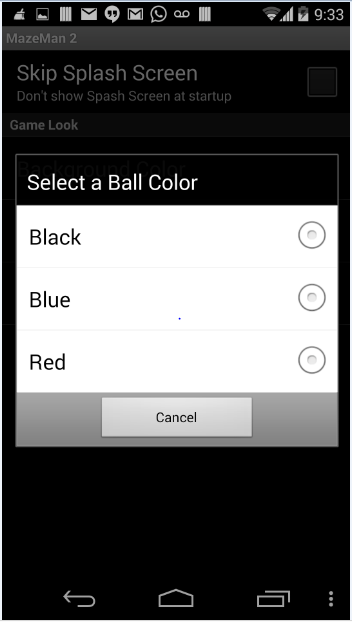 9:33
MazeMan 2
Skip Splash Screen
Don't show Spash Screen at startup
Game Look
Background Color
Select a Ball Color
Black
Blue
Red
Cancel